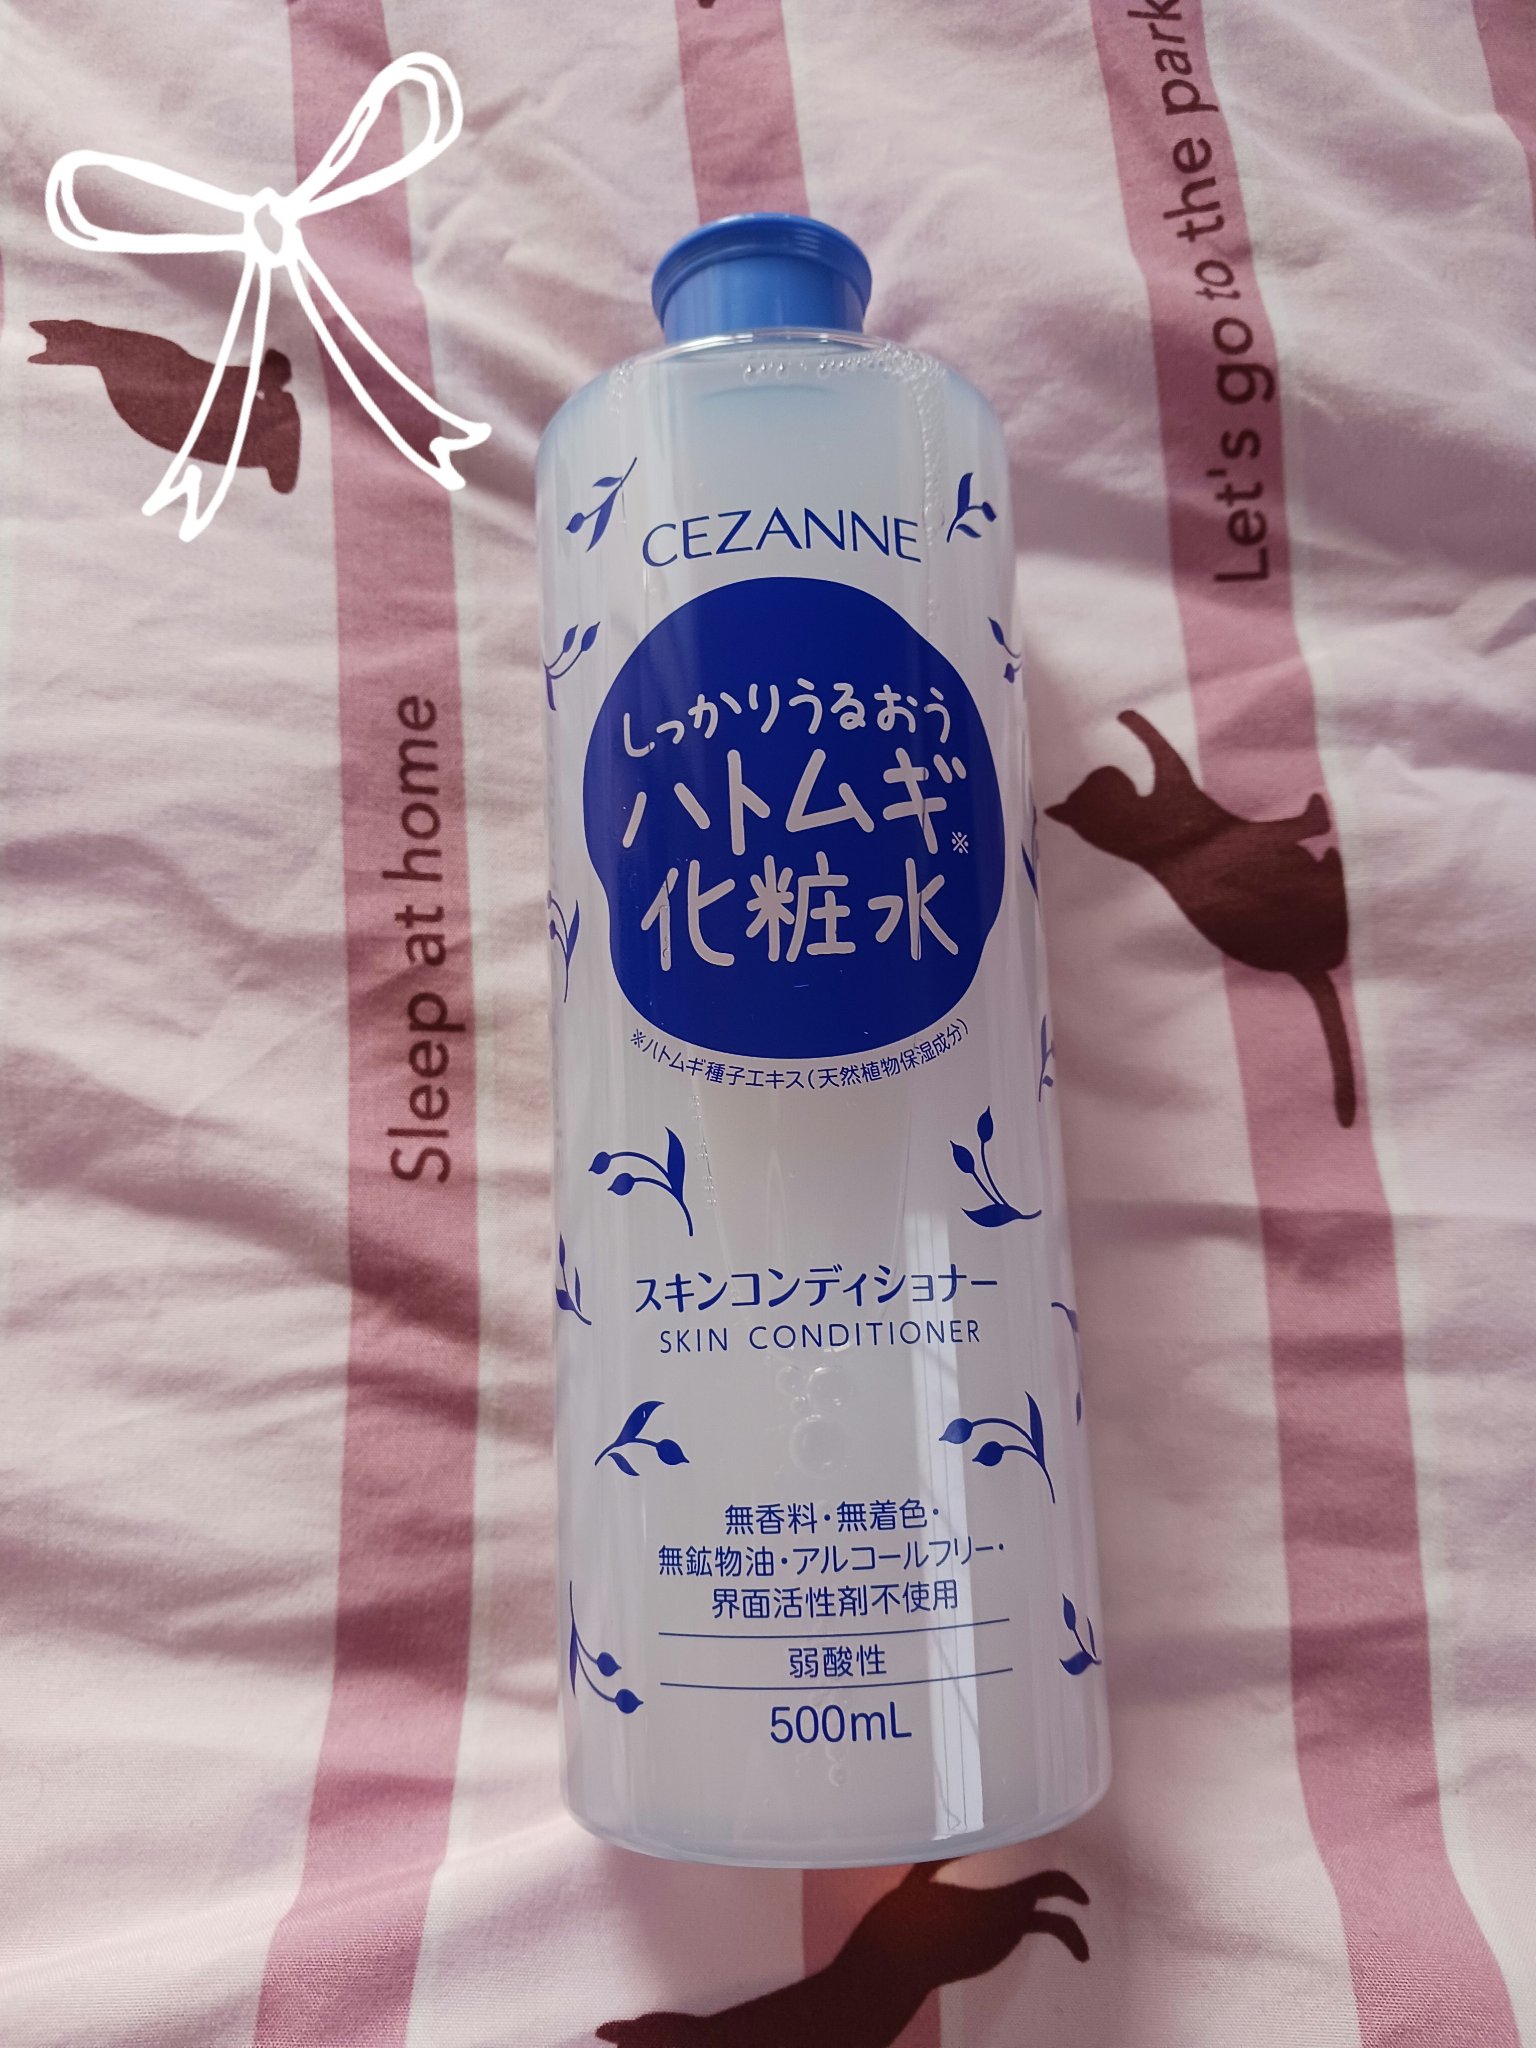 CEZANNE
しっかりうるおう
ハトムギ※
化粧水
※ハトムギ種子エキス(天然植物保湿成分)
スキンコンディショナー
SKIN CONDITIONER
無香料・無着色・
無鉱物油・アルコールフリー・
界面活性剤不使用
弱酸性
500mL
Sleep at home
Let's go to the park